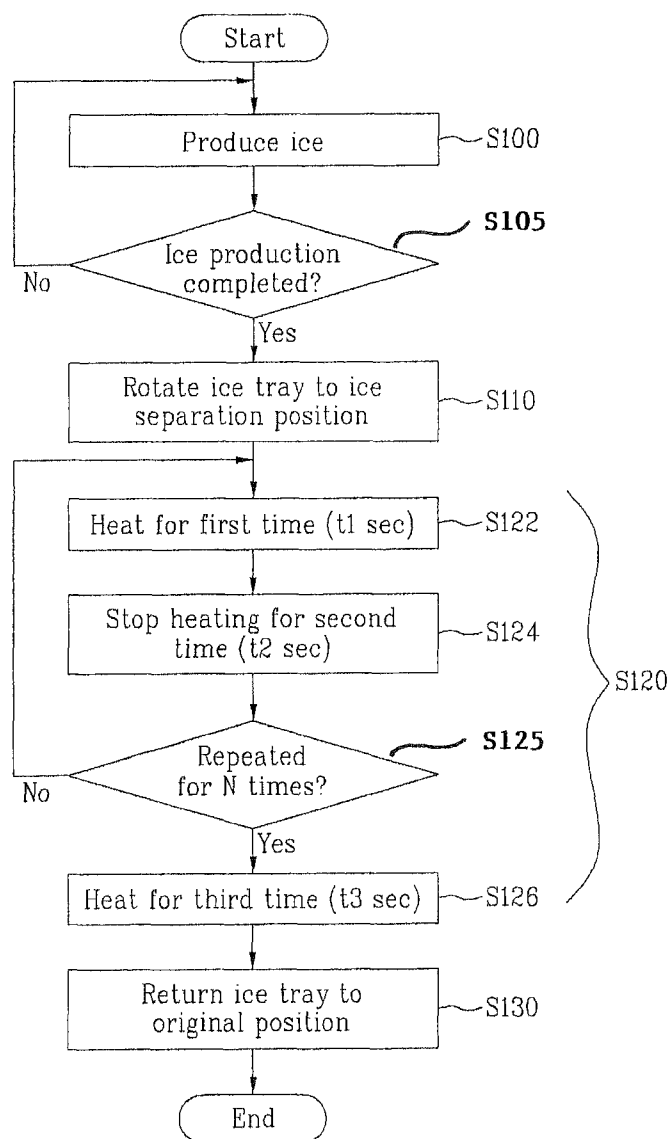 Start
Produce ice
S100
S105
Ice production
completed?
No
Yes
Rotate ice tray to ice
separation position
S110
Heat for first time (t1 sec)
S122
Stop heating for second
time (t2 sec)
S124
S120
S125
Repeated
for N times?
No
Yes
Heat for third time (t3 sec)
S126
Return ice tray to
original position
S130
End